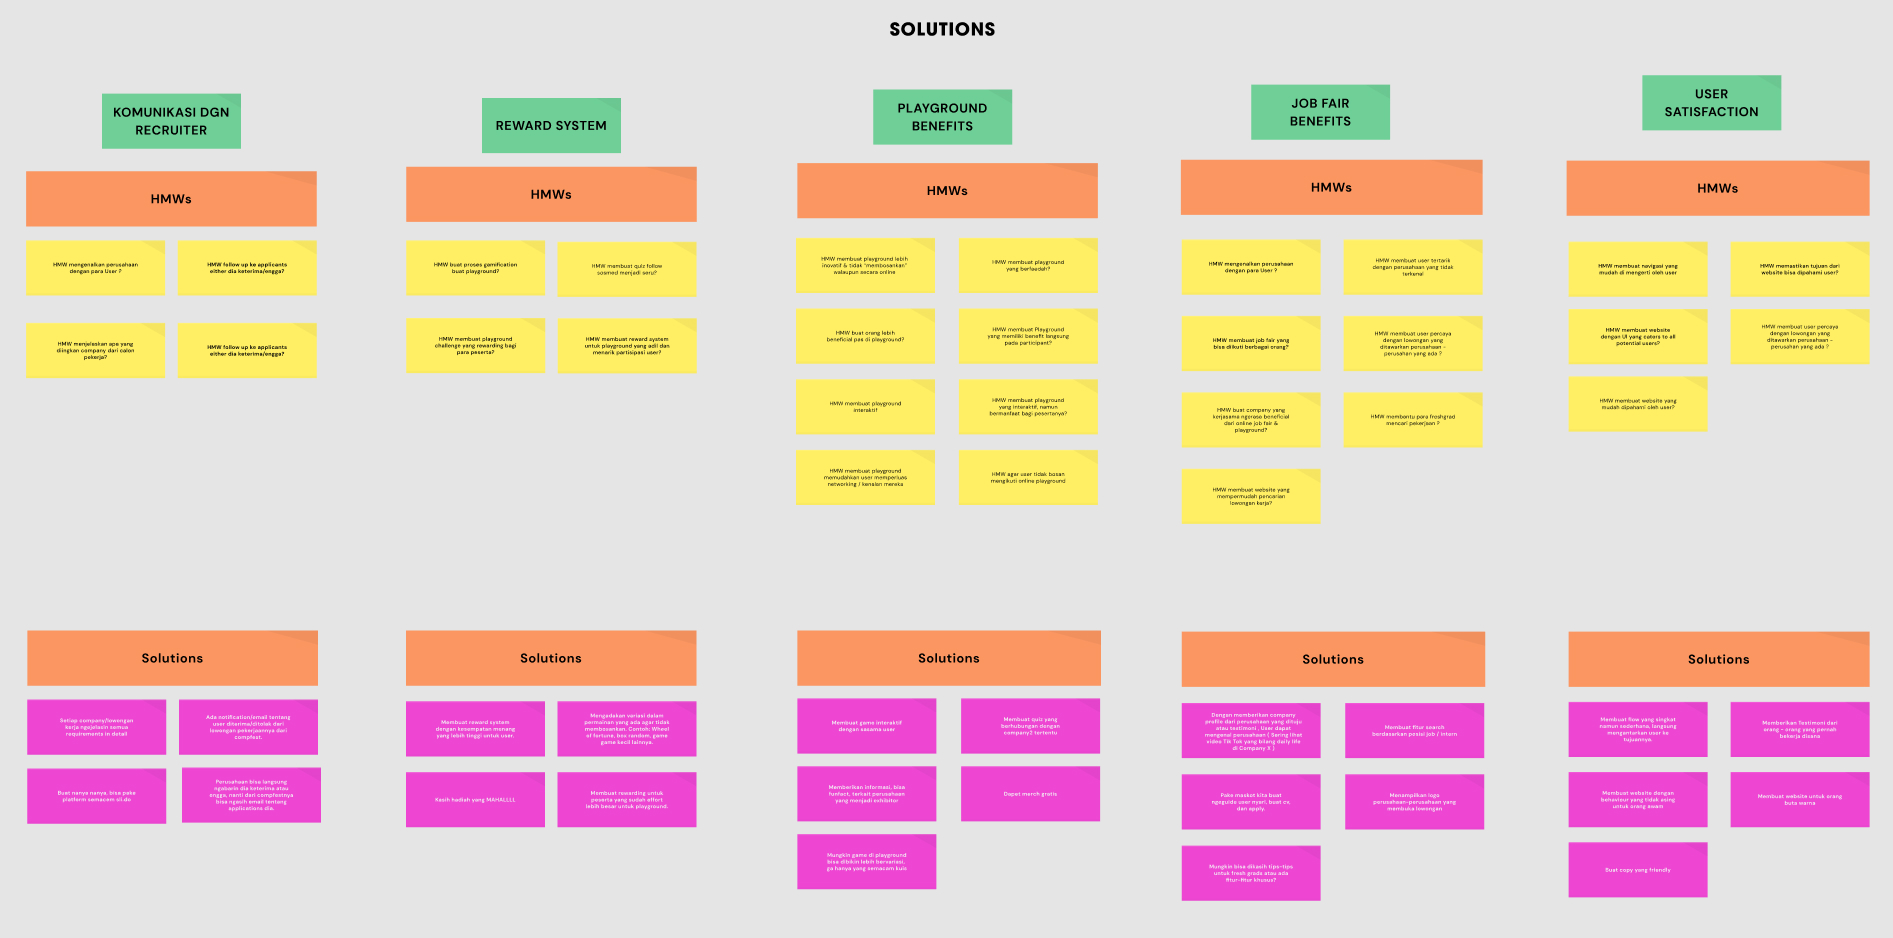 SOLUTIONS
KOMUNIKASI DGN
RECRUITER
HMWs
HMW mengenalkan perusahaan
dengan para User ?
HMW follow up ke applicants
either dia keterima/engga?
HMW menjelaskan apa yang
diingkan company dari calon
pekerja?
HMW follow up ke applicants
either dia keterima/engga?
Solutions
Setiap company/lowongan
kerja ngejelasin semua
requirements in detail
Ada notification/email tentang
user diterima/ditolak dari
lowongan pekerjaannya dari
compfest.
Buat nanya nanya, bisa pake
platform semacem sli.do
Perusahaan bisa langsung
ngabarin dia keterima atau
engga, nanti dari compfestnya
bisa ngasih email tentang
applications dia.
REWARD SYSTEM
HMWs
HMW buat proses gamification
buat playground?
HMW membust quiz follow
sosmed menjadi seru?
HMW membuat playground
challenge yang rewarding bagi
para peserta?
HMW membuat reward system
untuk playground yang adil dan
menarik partisipasi user?
Solutions
Membuat reward system
dengan kesempatan menang
yang lebih tinggi untuk user.
Mengadakan variasi dalam
permainan yang ada agar tidak
membosankan. Contoh: Wheel
of fortune, box random, game
game kecil lainnya.
Kasih hadiah yang MAHALLLL
Membuat rewarding untuk
peserta yang sudah effort
lebih besar untuk playground.
PLAYGROUND
BENEFITS
HMWs
HMW membuat playground lebih
inovatif & tidak "membosankan"
walaupun secara online
HMW membuat playground
yang berfaedah?
HMW buat orang lebih
beneficial pas di playground?
HMW membuat Playground
yang memiliki benefit langsung
pada participant?
HMW membuat playground
interaktif
HMW membuat playground
yang interaktif, namun
bermanfaat bagi pesertanya?
HMW membuat playground
memudahkan user memperluas
networking / kenalan mereka
HMW agar user tidak bosan
mengikuti online playground
Solutions
Membuat game interaktif
dengan sesama user
Membuat quiz yang
berhubungan dengan
company2 tertentu
Memberikan informasi, bisa
funfact, terkait perusahaan
yang menjadi exhibitor
Dapat merch gratis
Mungkin game di playground
bisa dibikin lebih bervariasi,
ga hanya yang semacam kuis
JOB FAIR
BENEFITS
HMWs
HMW mengenalkan perusahaan
dengan para User ?
HMW membuat user tertarik
dengan perusahaan yang tidak
terkenal
HMW membuat job fair yang
bisa diikuti berbagai orang?
HMW membuat user percaya
dengan lowongan yang
ditawarkan perusahaan -
perusahan yang ada ?
HMW buat company yang
kerjasama ngerasa beneficial
dari online job fair &
playground?
HMW membantu para freshgrad
mencari pekerjaan ?
HMW membuat website yang
mempermudah pencarian
lowongan kerja?
Solutions
Dengan memberikan company
profile dari perusahaan yang dituju
atau testimoni , User dapat
mengenal perusahaan ( Sering lihat
video Tik Tok yang bilang daily life
di Company X )
Membuat fitur search
berdasarkan posisi job / intern
Pake maskot kita buat
ngeguide user nyari, buat cv,
dan apply.
Menampilkan logo
perusahaan-perusahaan yang
membuka lowongan
Mungkin bisa dikasih tips-tips
untuk fresh grads atau ada
fitur-fitur khusus?
USER
SATISFACTION
HMWs
HMW membuat navigasi yang
mudah di mengerti oleh user
HMW memastikan tujuan dari
website bisa dipahami user?
HMW membuat website
dengan UI yang caters to all
potential users?
HMW membuat user percaya
dengan lowongan yang
ditawarkan perusahaan -
perusahan yang ada ?
HMW membuat website yang
mudah dipahami oleh user?
Solutions
Membuat flow yang singkat
namun sederhana, langsung
mengantarkan user ke
tujuannya.
Memberikan Testimoni dari
orang - orang yang pernah
bekerja disana
Membuat website dengan
behaviour yang tidak asing
untuk orang awam
Membuat website untuk orang
buta warna
Buat copy yang friendly